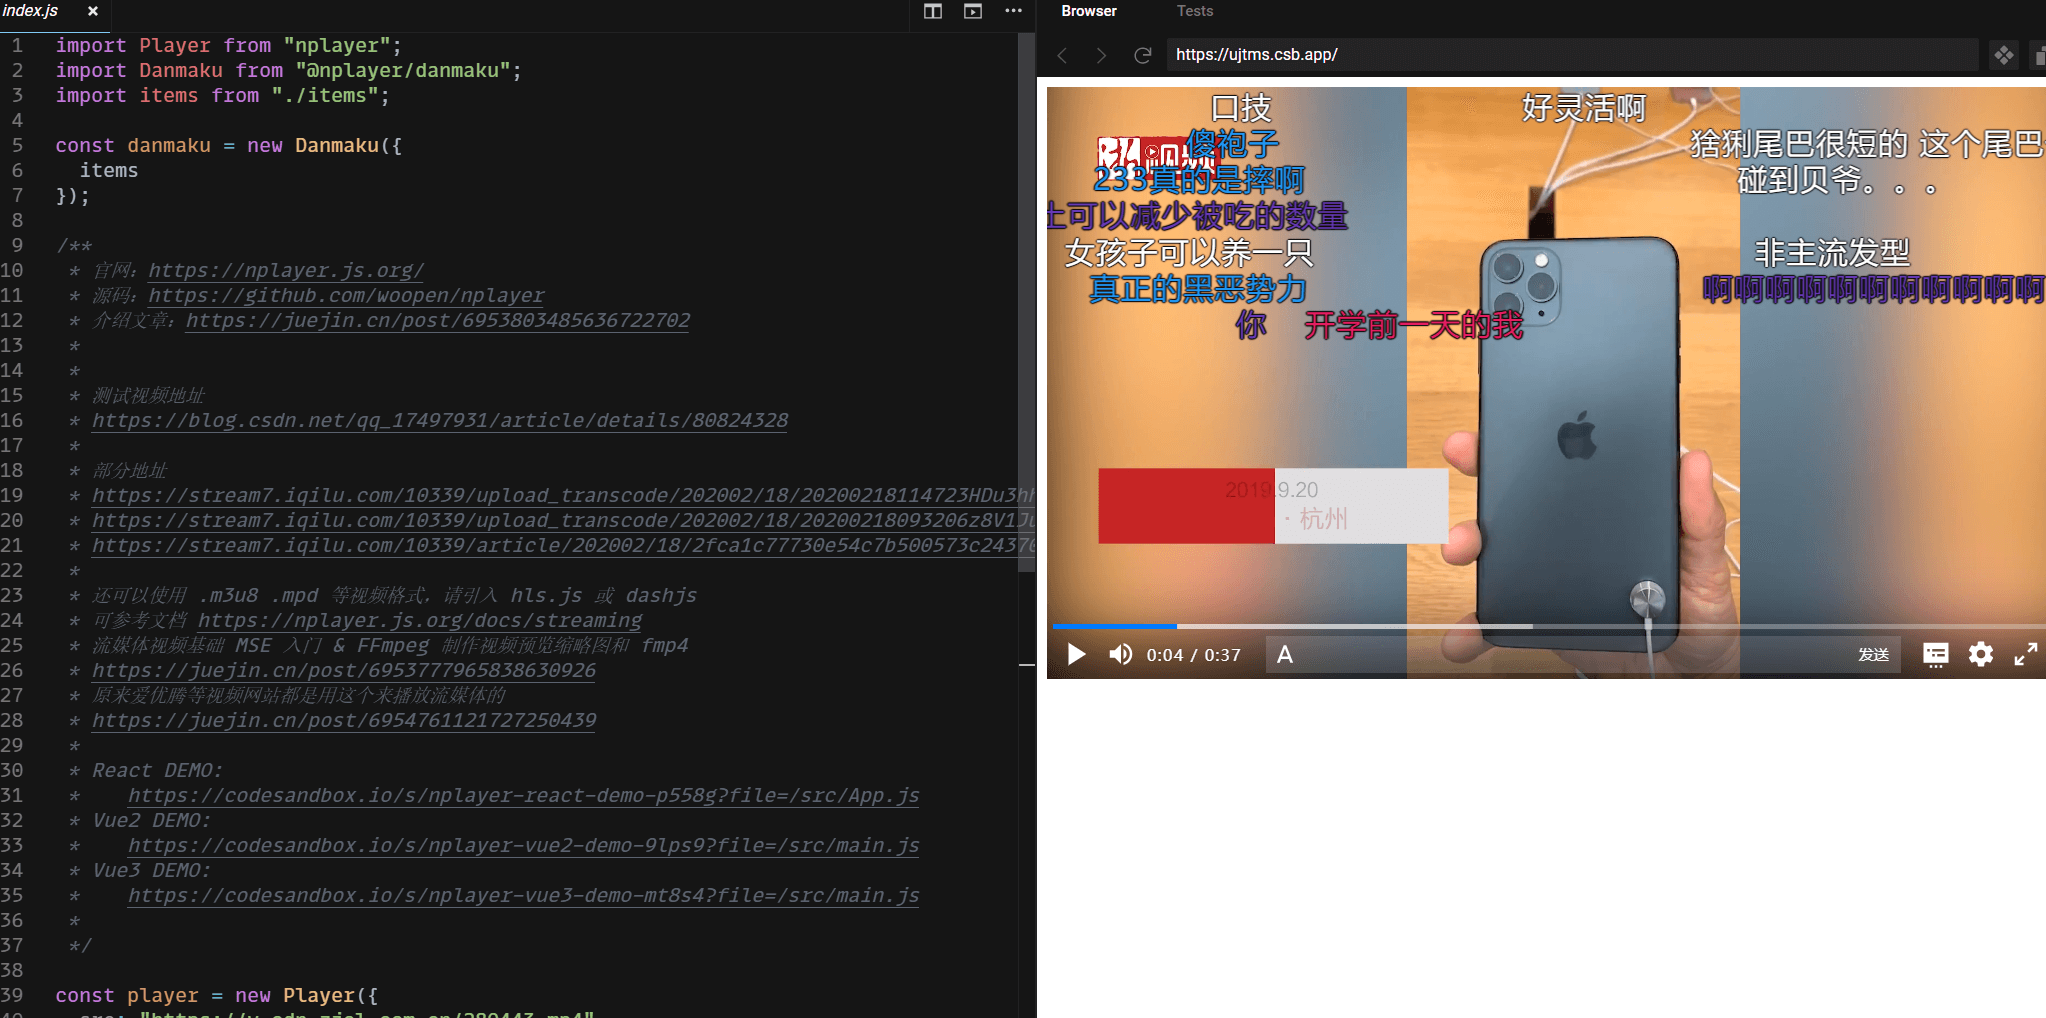 index.js
Browser
Tests
https://ujtms.csb.app/
1 import Player from "nplayer";
2 import Danmaku from "@nplayer/danmaku";
3 import items from "./items";
4
5 const danmaku = new Danmaku({
6 items
7 });
8
9 /**
10 * 官网：https://nplayer.js.org/
11 * 源码：https://github.com/woopen/nplayer
12 * 介绍文章：https://juejin.cn/post/6953803485636722702
13 *
14 *
15 * 测试视频地址
16 * https://blog.csdn.net/qq_17497931/article/details/80824328
17 *
18 * 部分地址
19 * https://stream7.iqilu.com/10339/upload_transcode/202002/18/20200218114723HDu3hh
20 * https://stream7.iqilu.com/10339/upload_transcode/202002/18/20200218093206z8V1Ju
21 * https://stream7.iqilu.com/10339/article/202002/18/2fca1c77730e54c7b500573c24370
22 *
23 * 还可以使用 .m3u8 .mpd 等视频格式，请引入 hls.js 或 dashjs
24 * 可参考文档 https://nplayer.js.org/docs/streaming
25 * 流媒体视频基础 MSE 入门 & FFmpeg 制作视频预览缩略图和 fmp4
26 * https://juejin.cn/post/6953777965838630926
27 * 原来爱优腾等视频网站都是用这个来播放流媒体的
28 * https://juejin.cn/post/6954761121727250439
29 *
30 * React DEMO:
31 * https://codesandbox.io/s/nplayer-react-demo-p558g?file=/src/App.js
32 * Vue2 DEMO:
33 * https://codesandbox.io/s/nplayer-vue2-demo-9lps9?file=/src/main.js
34 * Vue3 DEMO:
35 * https://codesandbox.io/s/nplayer-vue3-demo-mt8s4?file=/src/main.js
36 *
37 */
38
39 const player = new Player({
口技
好灵活啊
傻袍子
猞猁尾巴很短的 这个尾巴
233真的是摔啊
碰到贝爷。。。
土可以减少被吃的数量
女孩子可以养一只
非主流发型
真正的黑恶势力
啊啊啊啊啊啊啊啊啊啊啊
你
开学前一天的我
2019.9.20
· 杭州
0:04 / 0:37
A
发送